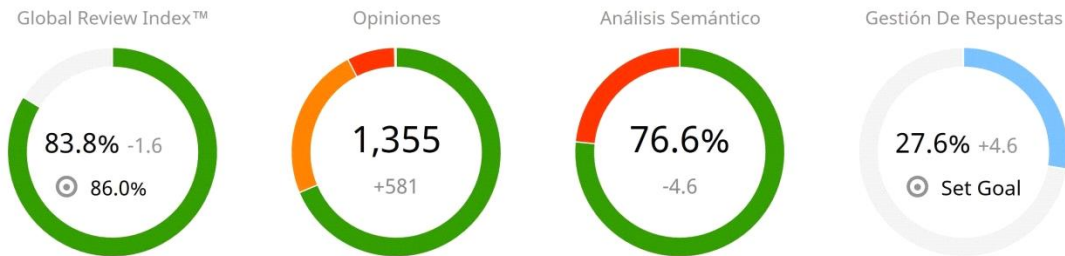 Global Review Index™
Opiniones
Análisis Semántico
Gestión De Respuestas
83.8% -1.6
86.0%
1,355
+581
76.6%
-4.6
27.6% +4.6
Set Goal